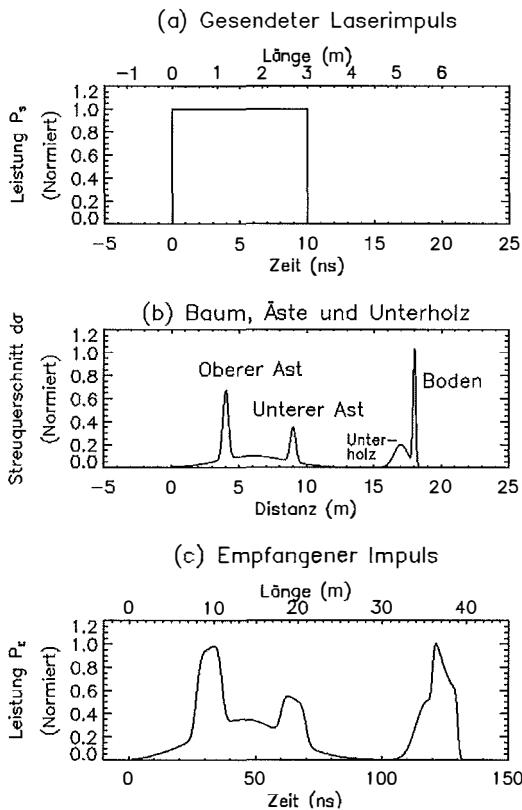 (a) Gesendeter Laserimpuls
Länge (m)
-1 0 1 2 3 4 5 6
Leistung Ps
(Normiert)
1.2
1.0
0.8
0.6
0.4
0.2
0.0
-5 0 5 10 15 20 25
Zeit (ns)
(b) Baum, Äste und Unterholz
Streuquerschnitt dσ
(Normiert)
1.2
1.0
0.8
0.6
0.4
0.2
0.0
Oberer Ast
Unterer Ast
Unter-
holz
Boden
-5 0 5 10 15 20 25
Distanz (m)
(c) Empfangener Impuls
Länge (m)
0 10 20 30 40
Leistung PE
(Normiert)
1.2
1.0
0.8
0.6
0.4
0.2
0.0
0 50 100 150
Zeit (ns)